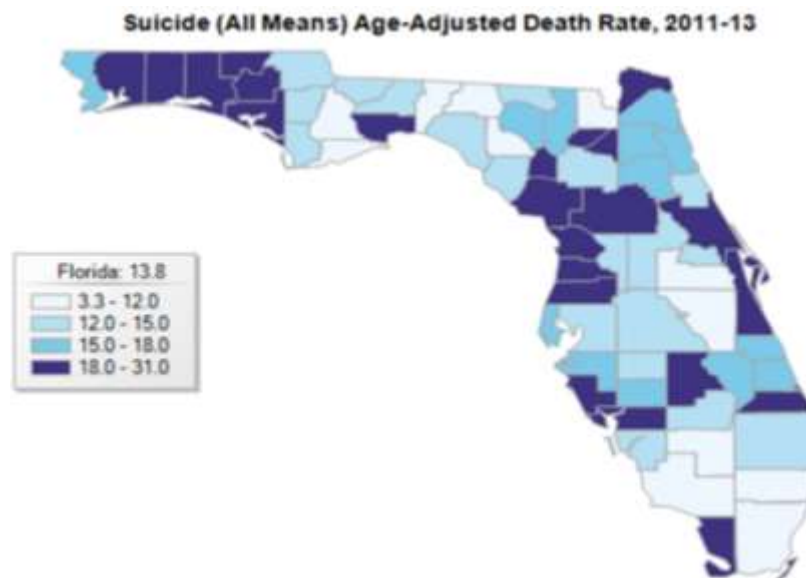 Suicide (All Means) Age-Adjusted Death Rate, 2011-13
Florida: 13.8
3.3 - 12.0
12.0 - 15.0
15.0 - 18.0
18.0 - 31.0